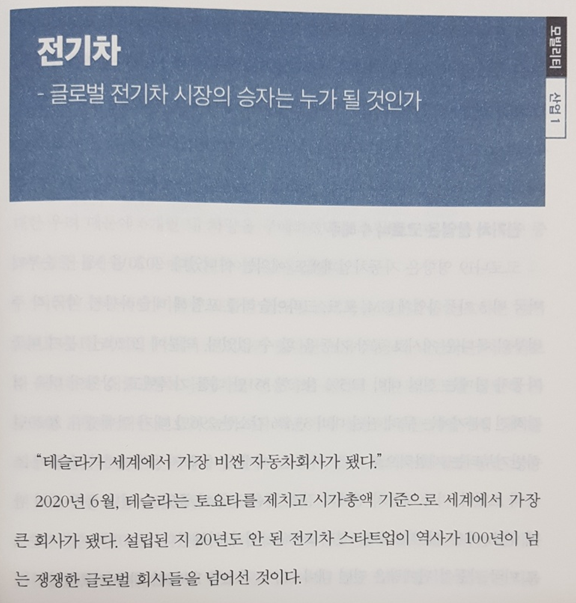 전기차
- 글로벌 전기차 시장의 승자는 누가 될 것인가
모빌리티
산업 1
“테슬라가 세계에서 가장 비싼 자동차회사가 됐다.”
2020년 6월, 테슬라는 토요타를 제치고 시가총액 기준으로 세계에서 가장
큰 회사가 됐다. 설립된 지 20년도 안 된 전기차 스타트업이 역사가 100년이 넘
는 쟁쟁한 글로벌 회사들을 넘어선 것이다.